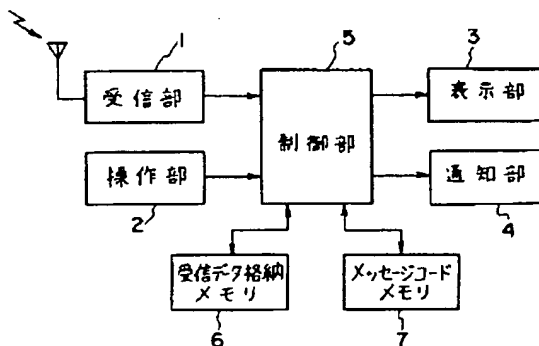 1
受信部
5
制御部
3
表示部
操作部
2
通知部
4
受信データ格納
メモリ
6
メッセージコード
メモリ
7